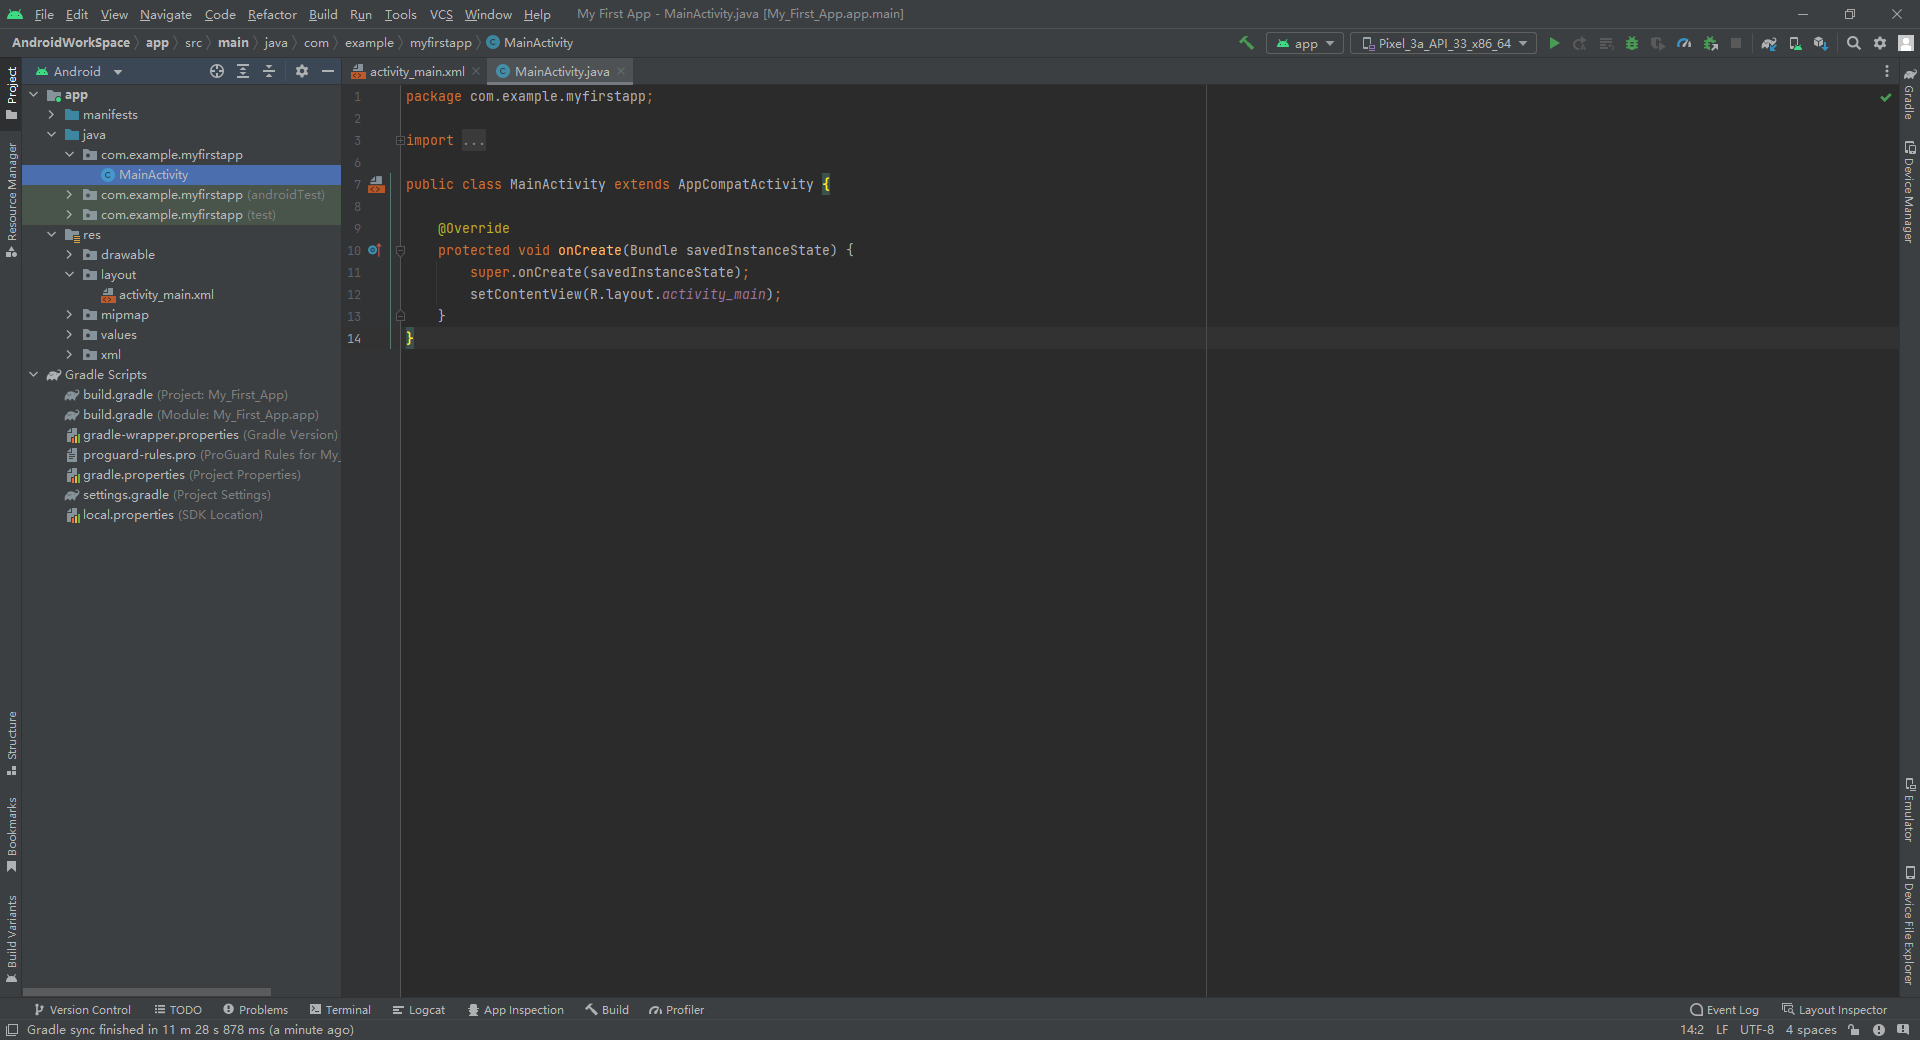 File Edit View Navigate Code Refactor Build Run Tools VCS Window Help My First App - MainActivity.java [My_First_App.app.main]
AndroidWorkSpace app src main java com example myfirstapp MainActivity app Pixel_3a_API_33_x86_64
Android
activity_main.xml MainActivity.java
Project
Resource Manager
Structure
Bookmarks
Build Variants
app
manifests
java
com.example.myfirstapp
MainActivity
com.example.myfirstapp (androidTest)
com.example.myfirstapp (test)
res
drawable
layout
activity_main.xml
mipmap
values
xml
Gradle Scripts
build.gradle (Project: My_First_App)
build.gradle (Module: My_First_App.app)
gradle-wrapper.properties (Gradle Version)
proguard-rules.pro (ProGuard Rules for My_
gradle.properties (Project Properties)
settings.gradle (Project Settings)
local.properties (SDK Location)
1 package com.example.myfirstapp;
2
3 import ...
6
7 public class MainActivity extends AppCompatActivity {
8
9 @Override
10 protected void onCreate(Bundle savedInstanceState) {
11 super.onCreate(savedInstanceState);
12 setContentView(R.layout.activity_main);
13 }
14 }
Gradle
Device Manager
Emulator
Device File Explorer
Version Control TODO Problems Terminal Logcat App Inspection Build Profiler Event Log Layout Inspector
Gradle sync finished in 11 m 28 s 878 ms (a minute ago) 14:2 LF UTF-8 4 spaces